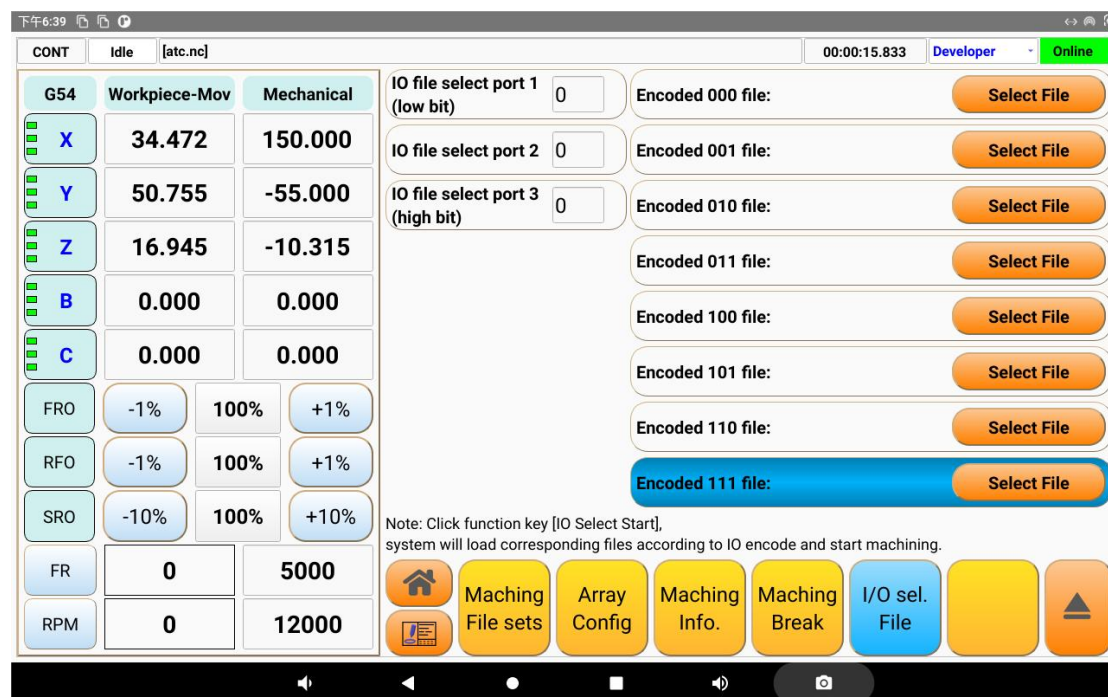 下午6:39
CONT Idle [atc.nc] 00:00:15.833 Developer Online
G54 Workpiece-Mov Mechanical
X 34.472 150.000
Y 50.755 -55.000
Z 16.945 -10.315
B 0.000 0.000
C 0.000 0.000
FRO -1% 100% +1%
RFO -1% 100% +1%
SRO -10% 100% +10%
FR 0 5000
RPM 0 12000
IO file select port 1
(low bit) 0
IO file select port 2 0
IO file select port 3
(high bit) 0
Encoded 000 file: Select File
Encoded 001 file: Select File
Encoded 010 file: Select File
Encoded 011 file: Select File
Encoded 100 file: Select File
Encoded 101 file: Select File
Encoded 110 file: Select File
Encoded 111 file: Select File
Note: Click function key [IO Select Start],
system will load corresponding files according to IO encode and start machining.
Maching
File sets
Array
Config
Maching
Info.
Maching
Break
I/O sel.
File